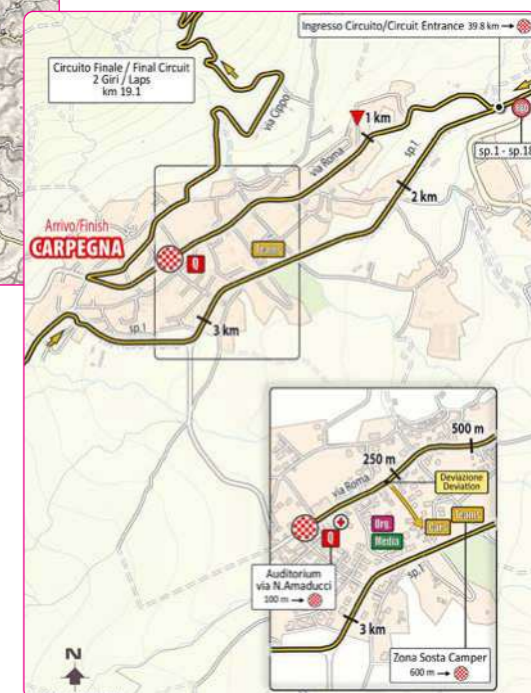 Ingresso Circuito/Circuit Entrance 39.8 km →
Circuito Finale / Final Circuit
2 Giri / Laps
km 19.1
via Cippo
1 km
sp.1 - sp.18
via Roma
sp.1
2 km
Arrivo/Finish
CARPEGNA
Q
Teams
sp.1
3 km
500 m
250 m
via Roma
Deviazione
Deviation
Teams
Cars
Org.
Q
Media
Auditorium
via N.Amaducci
100 m →
sp.1
3 km
Zona Sosta Camper
600 m →
N